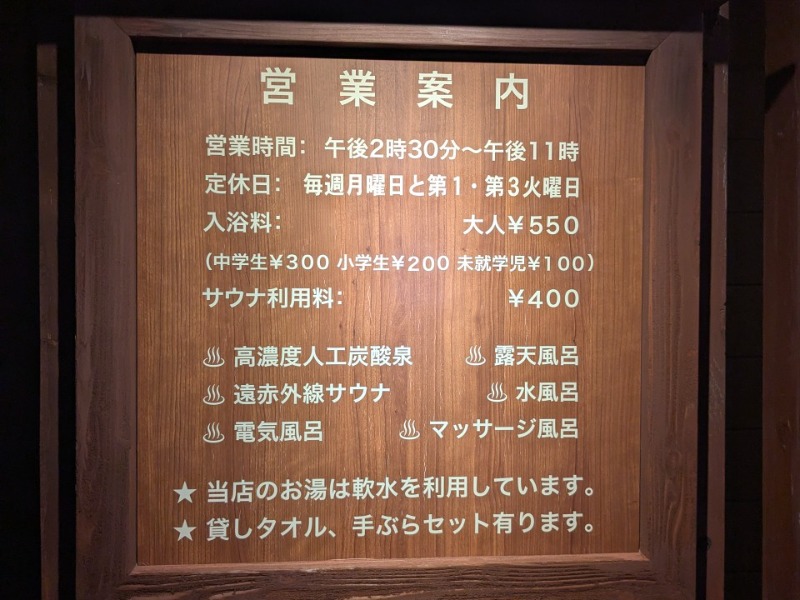 営業案内
営業時間： 午後2時30分〜午後11時
定休日： 毎週月曜日と第1・第3火曜日
入浴料： 大人￥550
（中学生￥300 小学生￥200 未就学児￥100）
サウナ利用料： ￥400
♨ 高濃度人工炭酸泉 ♨ 露天風呂
♨ 遠赤外線サウナ ♨ 水風呂
♨ 電気風呂 ♨ マッサージ風呂
★ 当店のお湯は軟水を利用しています。
★ 貸しタオル、手ぶらセット有ります。